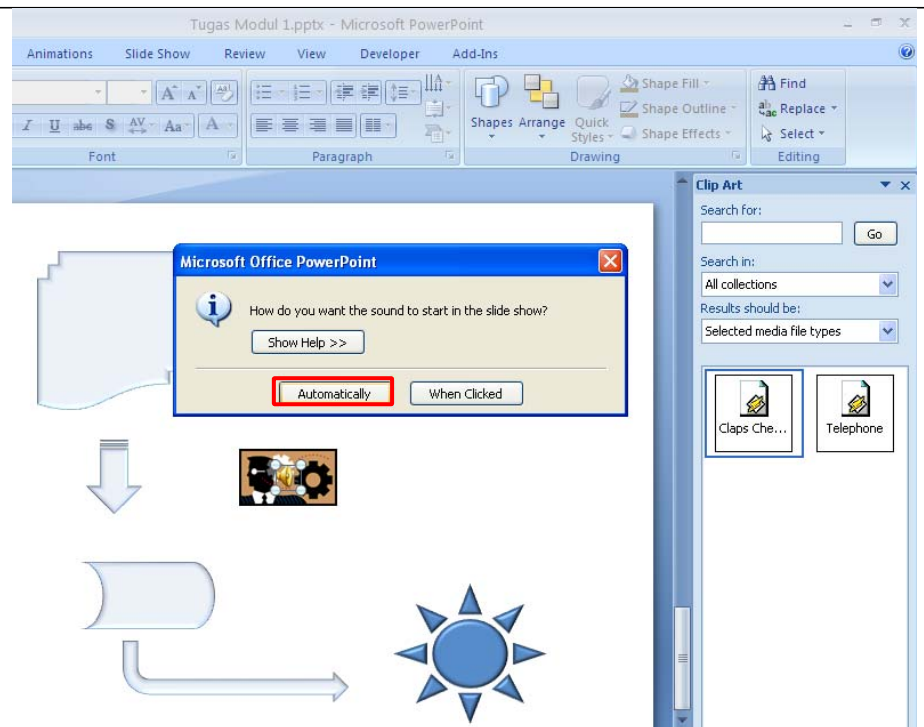 Tugas Modul 1.pptx - Microsoft PowerPoint
Animations Slide Show Review View Developer Add-Ins
A A Shape Fill Find
Shapes Arrange Quick Styles Shape Outline Replace
I U abc S AV Aa A Shape Effects Select
Font Paragraph Drawing Editing
Clip Art
Search for:
Go
Microsoft Office PowerPoint
Search in:
All collections
How do you want the sound to start in the slide show?
Results should be:
Show Help >>
Selected media file types
Automatically When Clicked
Claps Che... Telephone